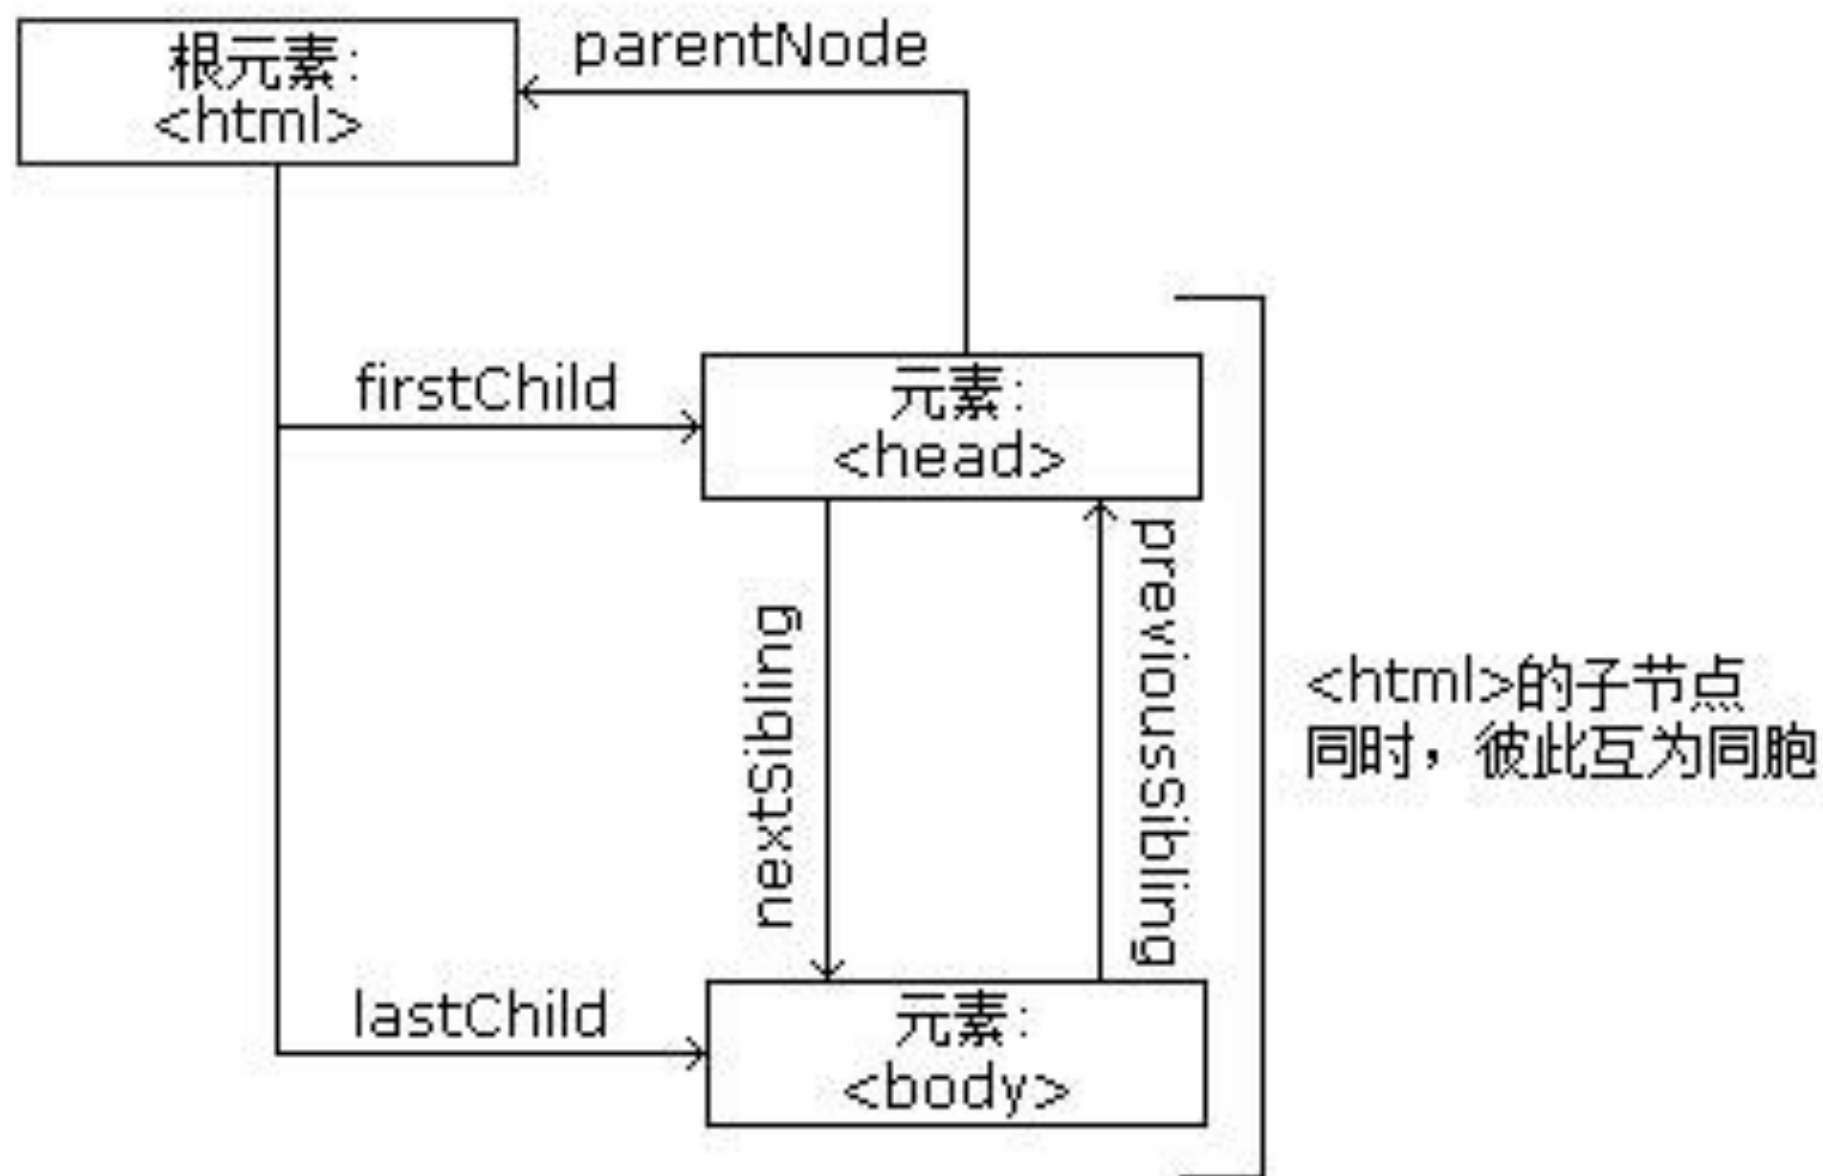 根元素:
<html>
parentNode
firstChild
元素:
<head>
nextSibling
previousSibling
<html>的子节点
同时，彼此互为同胞
lastChild
元素:
<body>